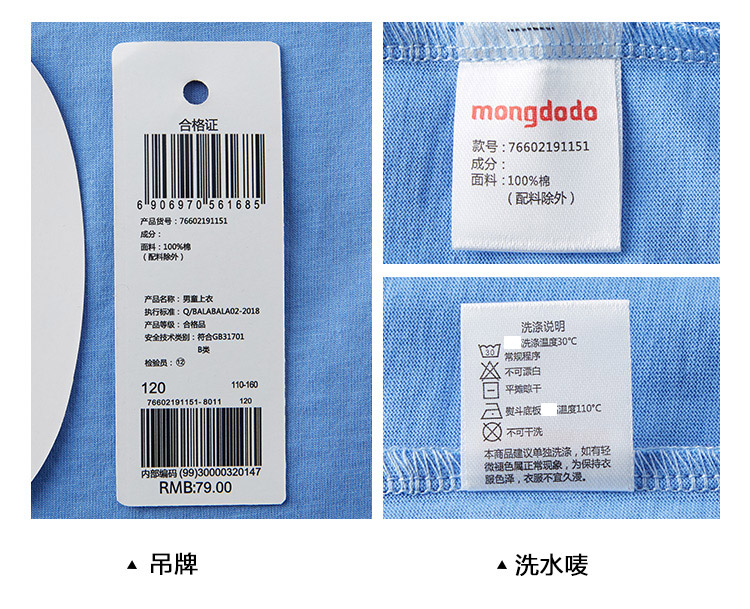 合格证
6 906970 561685
产品货号：76602191151
成分：
面料：100%棉
（配料除外）
产品名称：男童上衣
执行标准：Q/BALABALA02-2018
产品等级：合格品
安全技术类别：符合GB31701
B类
检验员：⑫
120 110-160
76602191151- 8011 120
内部编码 (99)30000320147
RMB:79.00
▲ 吊牌
mongdodo
款号：76602191151
成分：
面料：100%棉
（配料除外）
洗涤说明
30 洗涤温度30℃
常规程序
不可漂白
平摊晾干
熨斗底板 温度110℃
不可干洗
本商品建议单独洗涤，如有轻
微褪色属正常现象，为保持衣
服色泽，衣服不宜久浸。
▲ 洗水唛